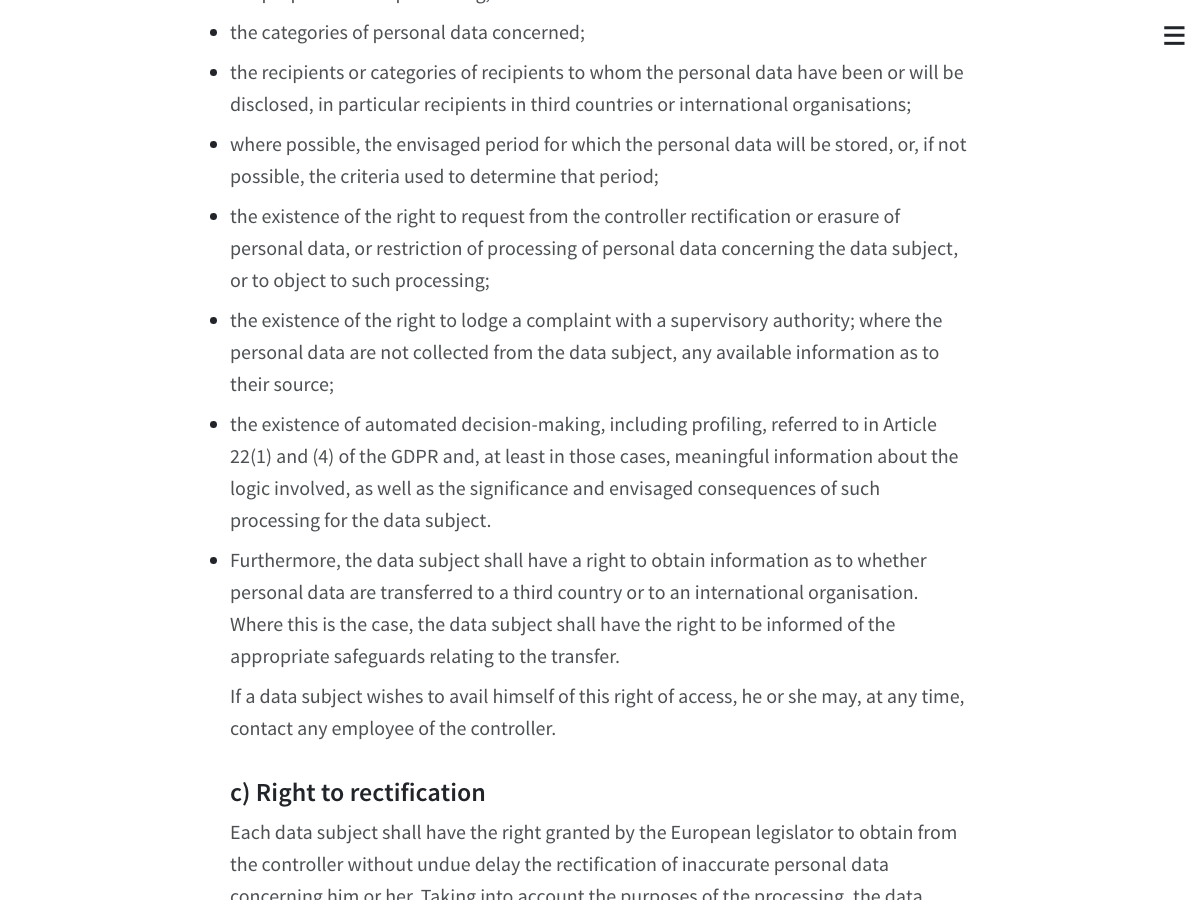 the categories of personal data concerned;
the recipients or categories of recipients to whom the personal data have been or will be
disclosed, in particular recipients in third countries or international organisations;
where possible, the envisaged period for which the personal data will be stored, or, if not
possible, the criteria used to determine that period;
the existence of the right to request from the controller rectification or erasure of
personal data, or restriction of processing of personal data concerning the data subject,
or to object to such processing;
the existence of the right to lodge a complaint with a supervisory authority; where the
personal data are not collected from the data subject, any available information as to
their source;
the existence of automated decision-making, including profiling, referred to in Article
22(1) and (4) of the GDPR and, at least in those cases, meaningful information about the
logic involved, as well as the significance and envisaged consequences of such
processing for the data subject.
Furthermore, the data subject shall have a right to obtain information as to whether
personal data are transferred to a third country or to an international organisation.
Where this is the case, the data subject shall have the right to be informed of the
appropriate safeguards relating to the transfer.
If a data subject wishes to avail himself of this right of access, he or she may, at any time,
contact any employee of the controller.
c) Right to rectification
Each data subject shall have the right granted by the European legislator to obtain from
the controller without undue delay the rectification of inaccurate personal data
concerning him or her. Taking into account the purposes of the processing, the data